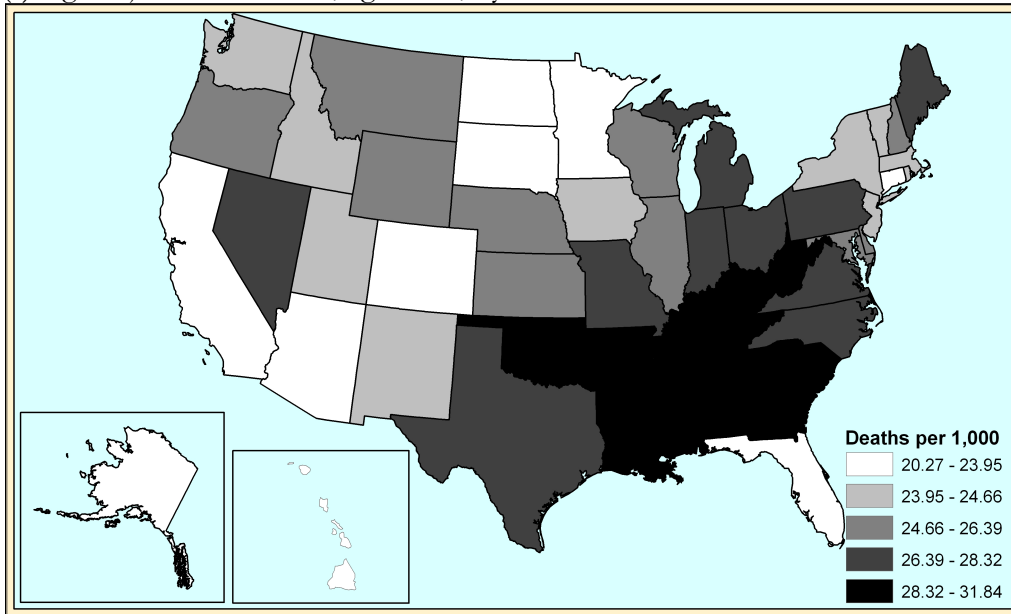 Deaths per 1,000
20.27 - 23.95
23.95 - 24.66
24.66 - 26.39
26.39 - 28.32
28.32 - 31.84